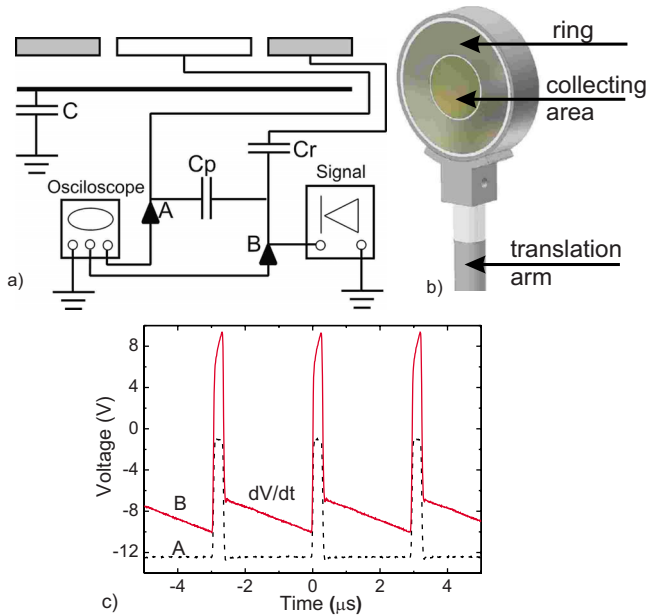 C
Cp
Cr
Osciloscope
Signal
A
B
a)
ring
collecting
area
translation
arm
b)
8
4
0
-4
-8
-12
Voltage (V)
B
dV/dt
A
-4 -2 0 2 4
Time (μs)
c)